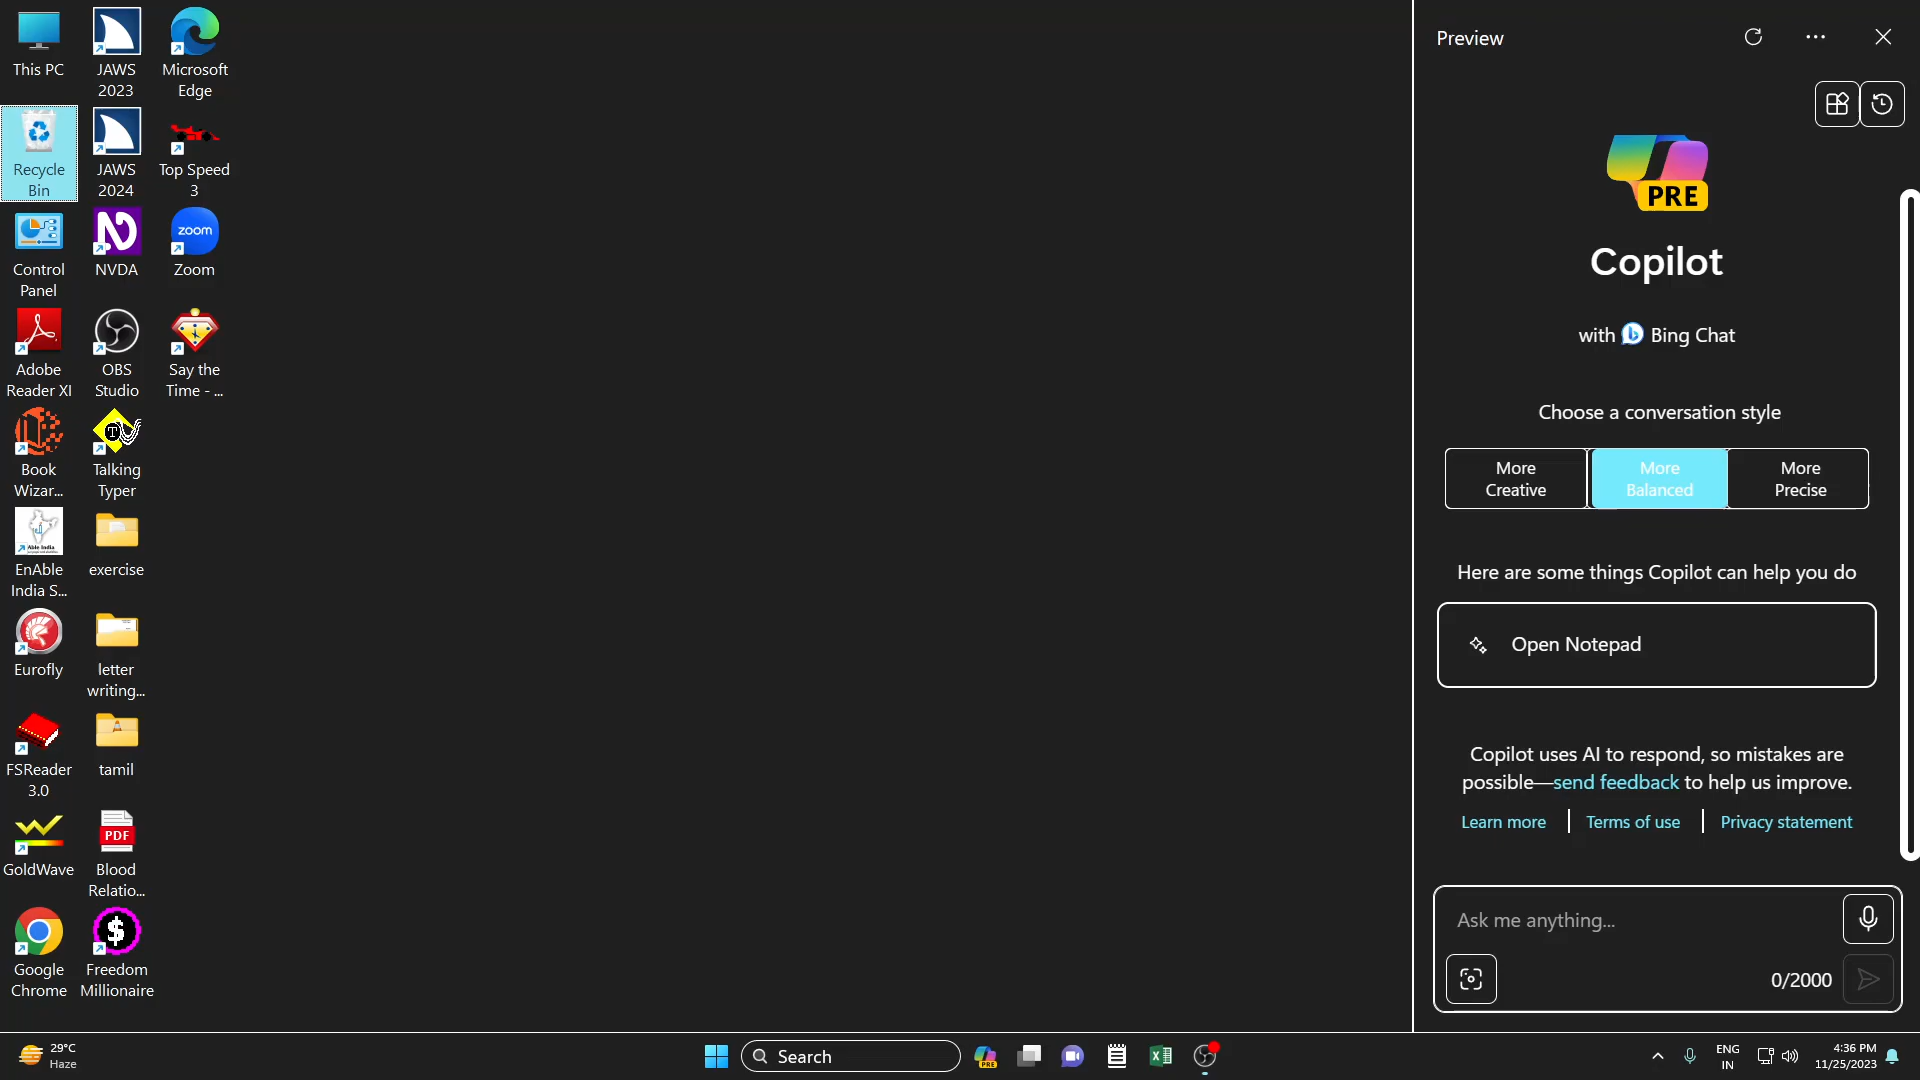 This PC
JAWS
2023
Microsoft
Edge
Recycle
Bin
JAWS
2024
Top Speed
3
Control
Panel
NVDA
zoom
Zoom
Adobe
Reader XI
OBS
Studio
Say the
Time - ...
Book
Wizar...
Talking
Typer
EnAble
India S...
exercise
Eurofly
letter
writing...
FSReader
3.0
tamil
GoldWave
PDF
Blood
Relatio...
Google
Chrome
Freedom
Millionaire
Preview
PRE
Copilot
with Bing Chat
Choose a conversation style
More
Creative
More
Balanced
More
Precise
Here are some things Copilot can help you do
Open Notepad
Copilot uses AI to respond, so mistakes are
possible—send feedback to help us improve.
Learn more
Terms of use
Privacy statement
Ask me anything...
0/2000
29°C
Haze
Search
PRE
ENG
IN
4:36 PM
11/25/2023